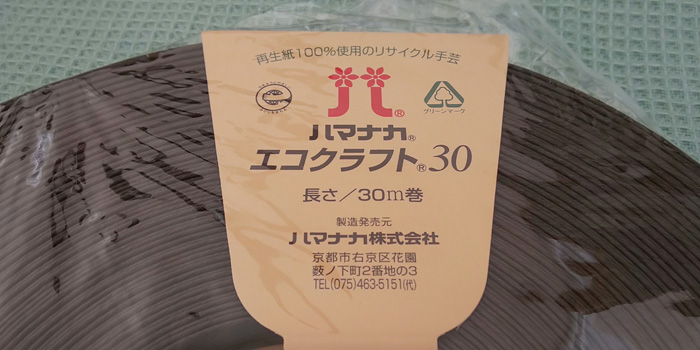 再生紙100%使用のリサイクル手芸
グリーンマーク
ハマナカ®
エコクラフト®30
長さ/30m巻
製造発売元
ハマナカ株式会社
京都市右京区花園
薮ノ下町2番地の3
TEL(075)463-5151(代)